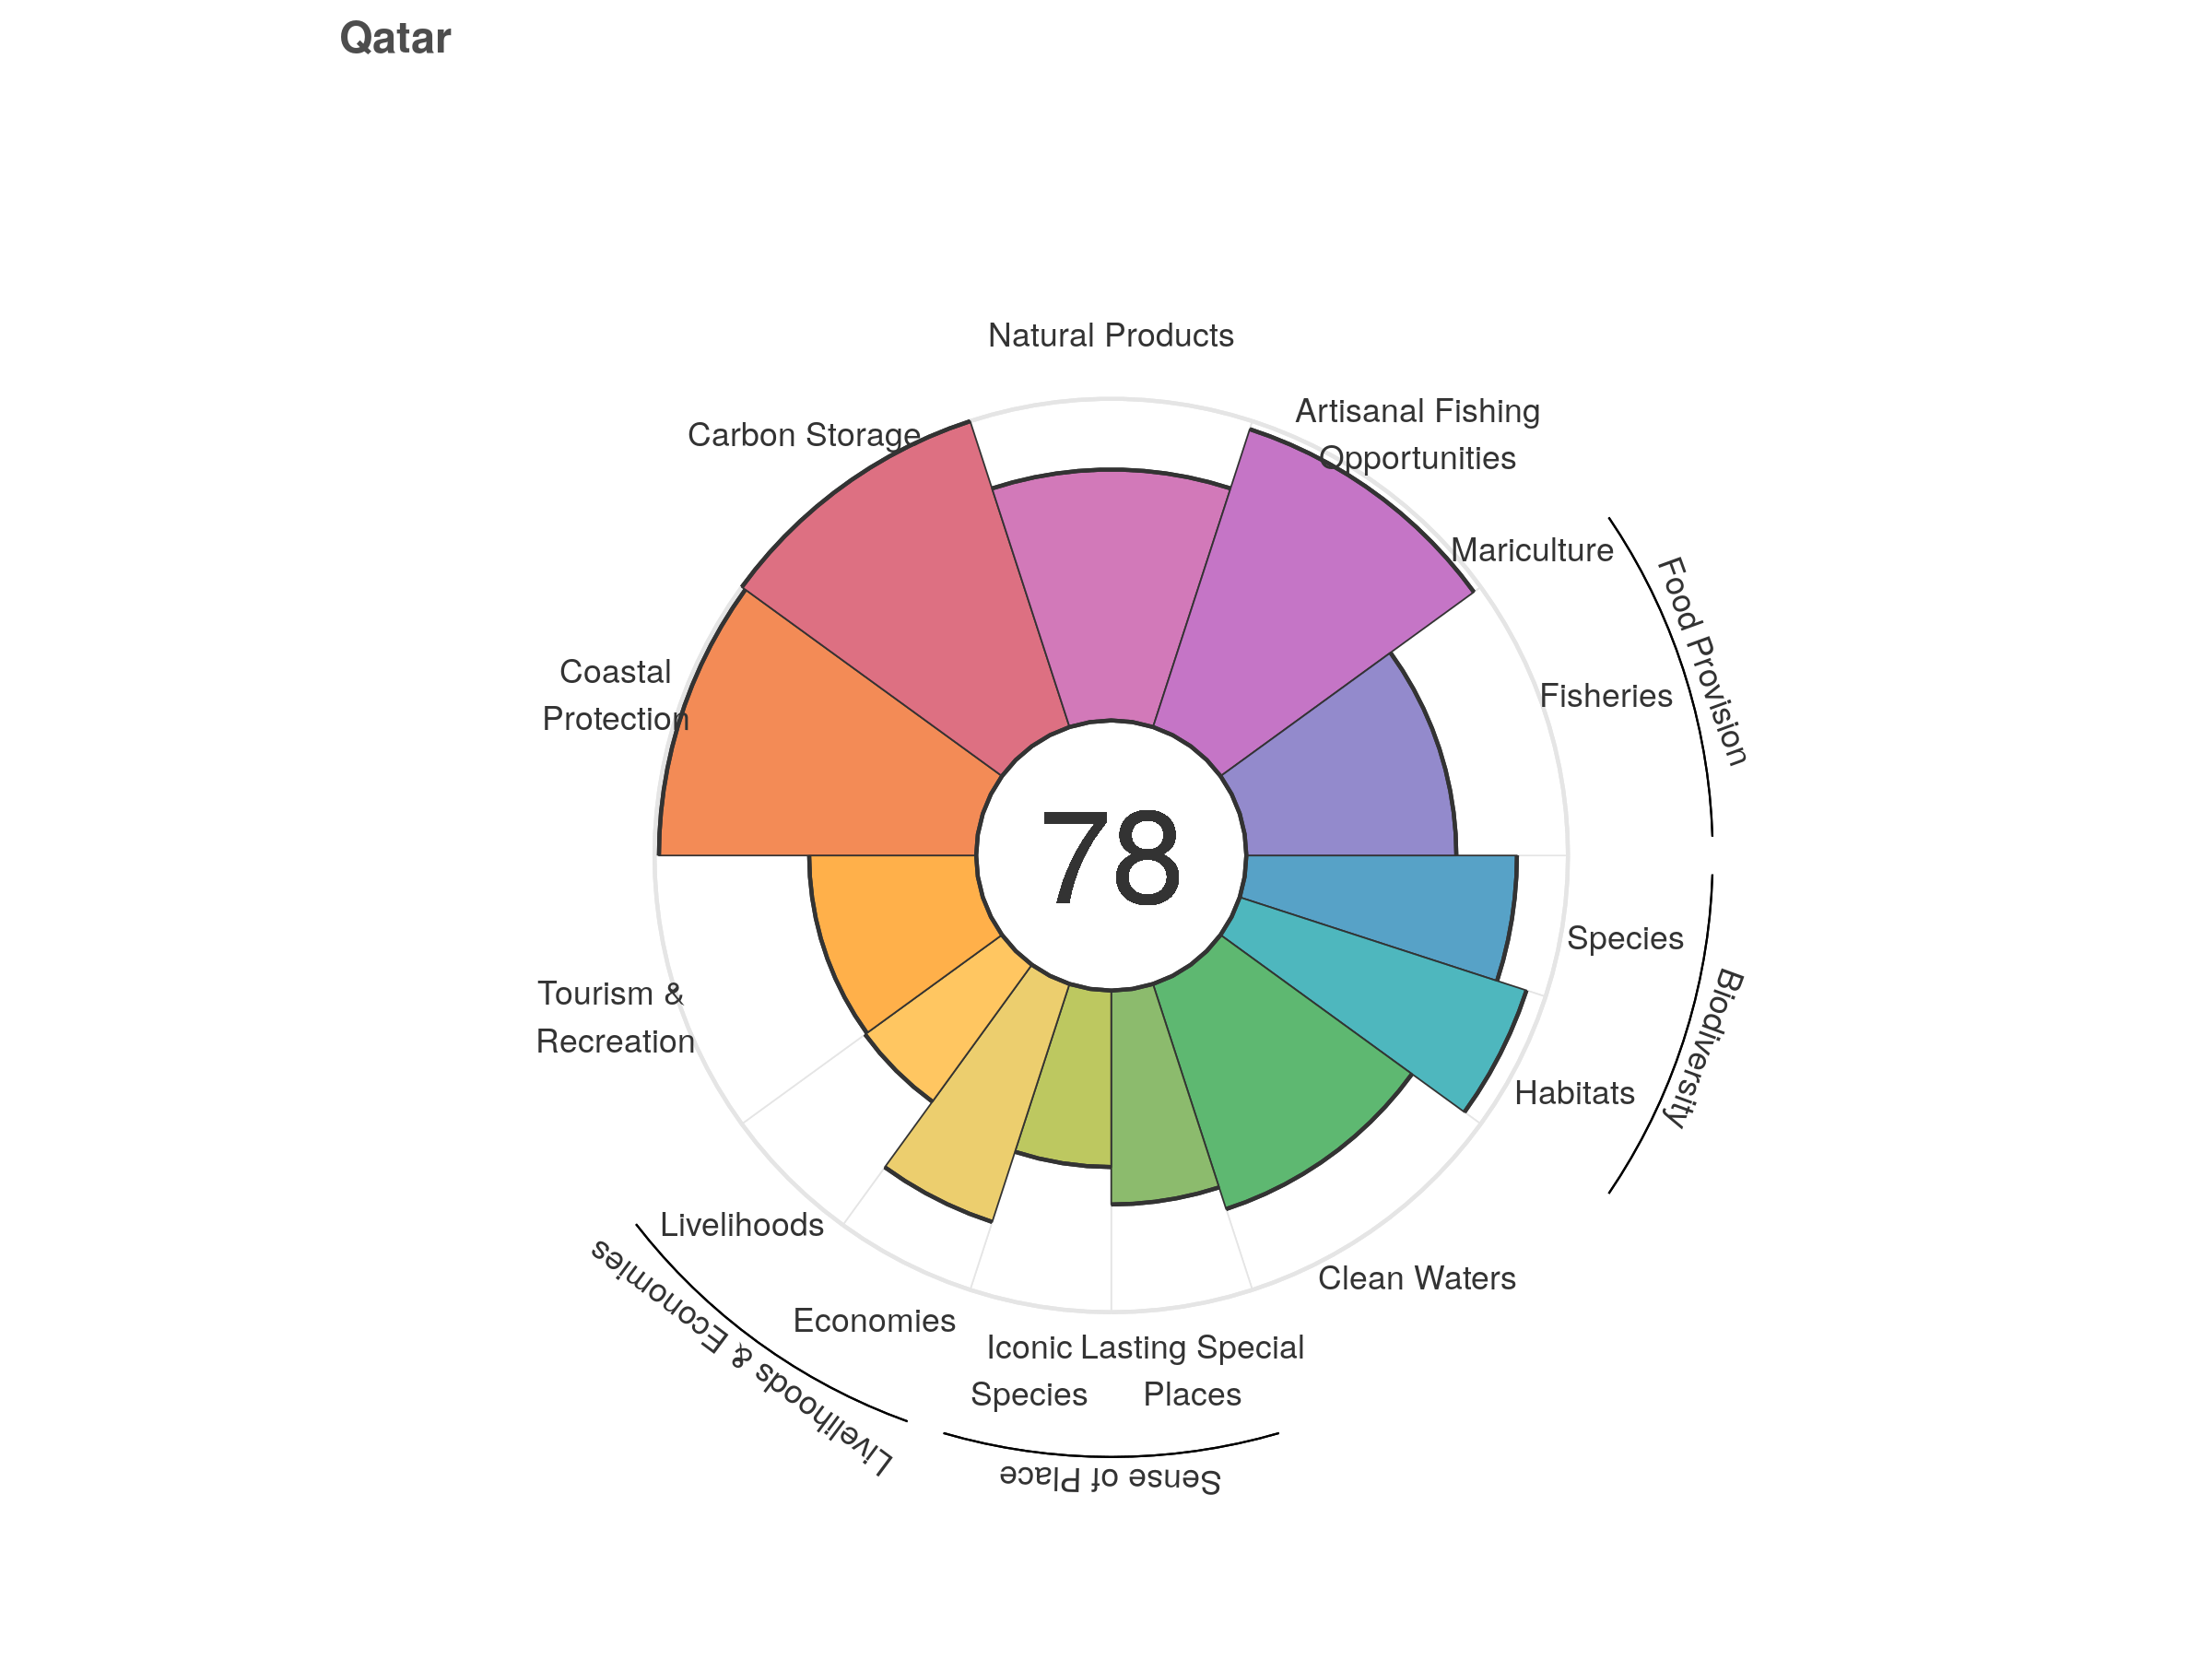 Qatar
Natural Products
Artisanal Fishing
Opportunities
Carbon Storage
Mariculture
Food Provision
Coastal
Protection
Fisheries
78
Species
Biodiversity
Tourism &
Recreation
Habitats
Livelihoods
Clean Waters
Livelihoods & Economies
Economies
Iconic
Species
Lasting Special
Places
Sense of Place